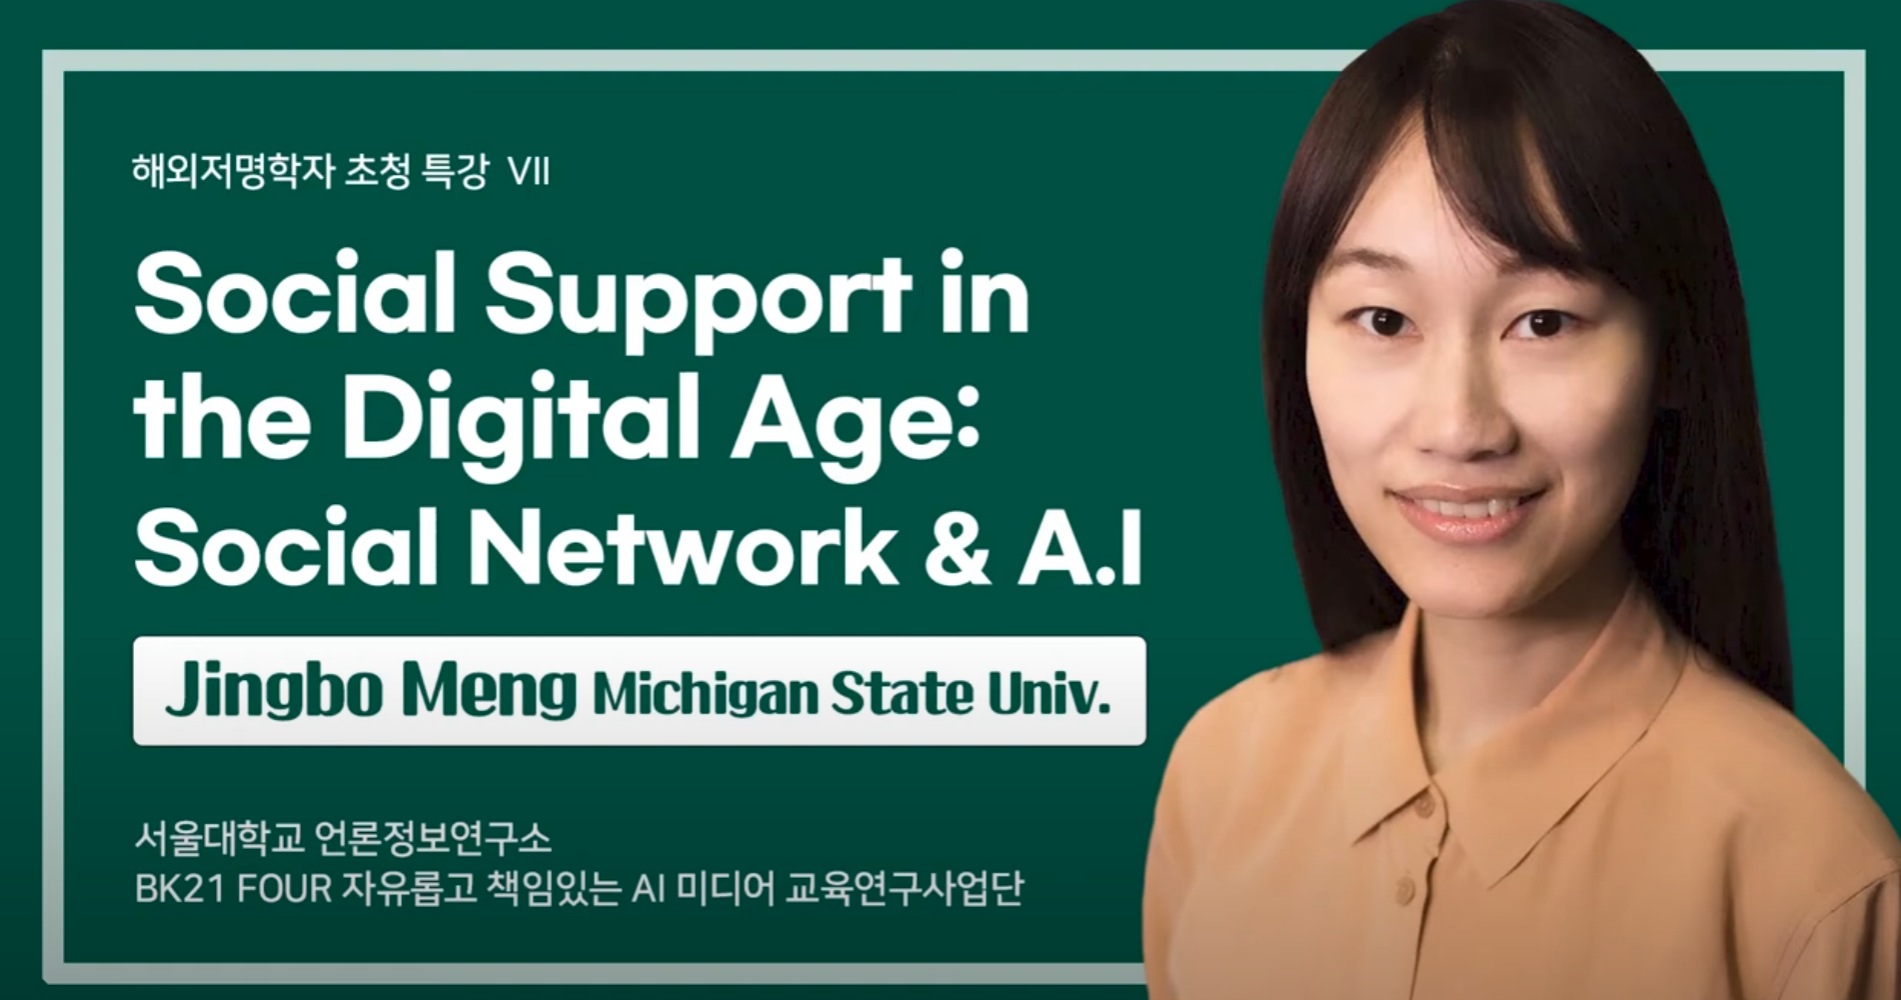 해외저명학자 초청 특강 VII
Social Support in
the Digital Age:
Social Network & A.I
Jingbo Meng Michigan State Univ.
서울대학교 언론정보연구소
BK21 FOUR 자유롭고 책임있는 AI 미디어 교육연구사업단